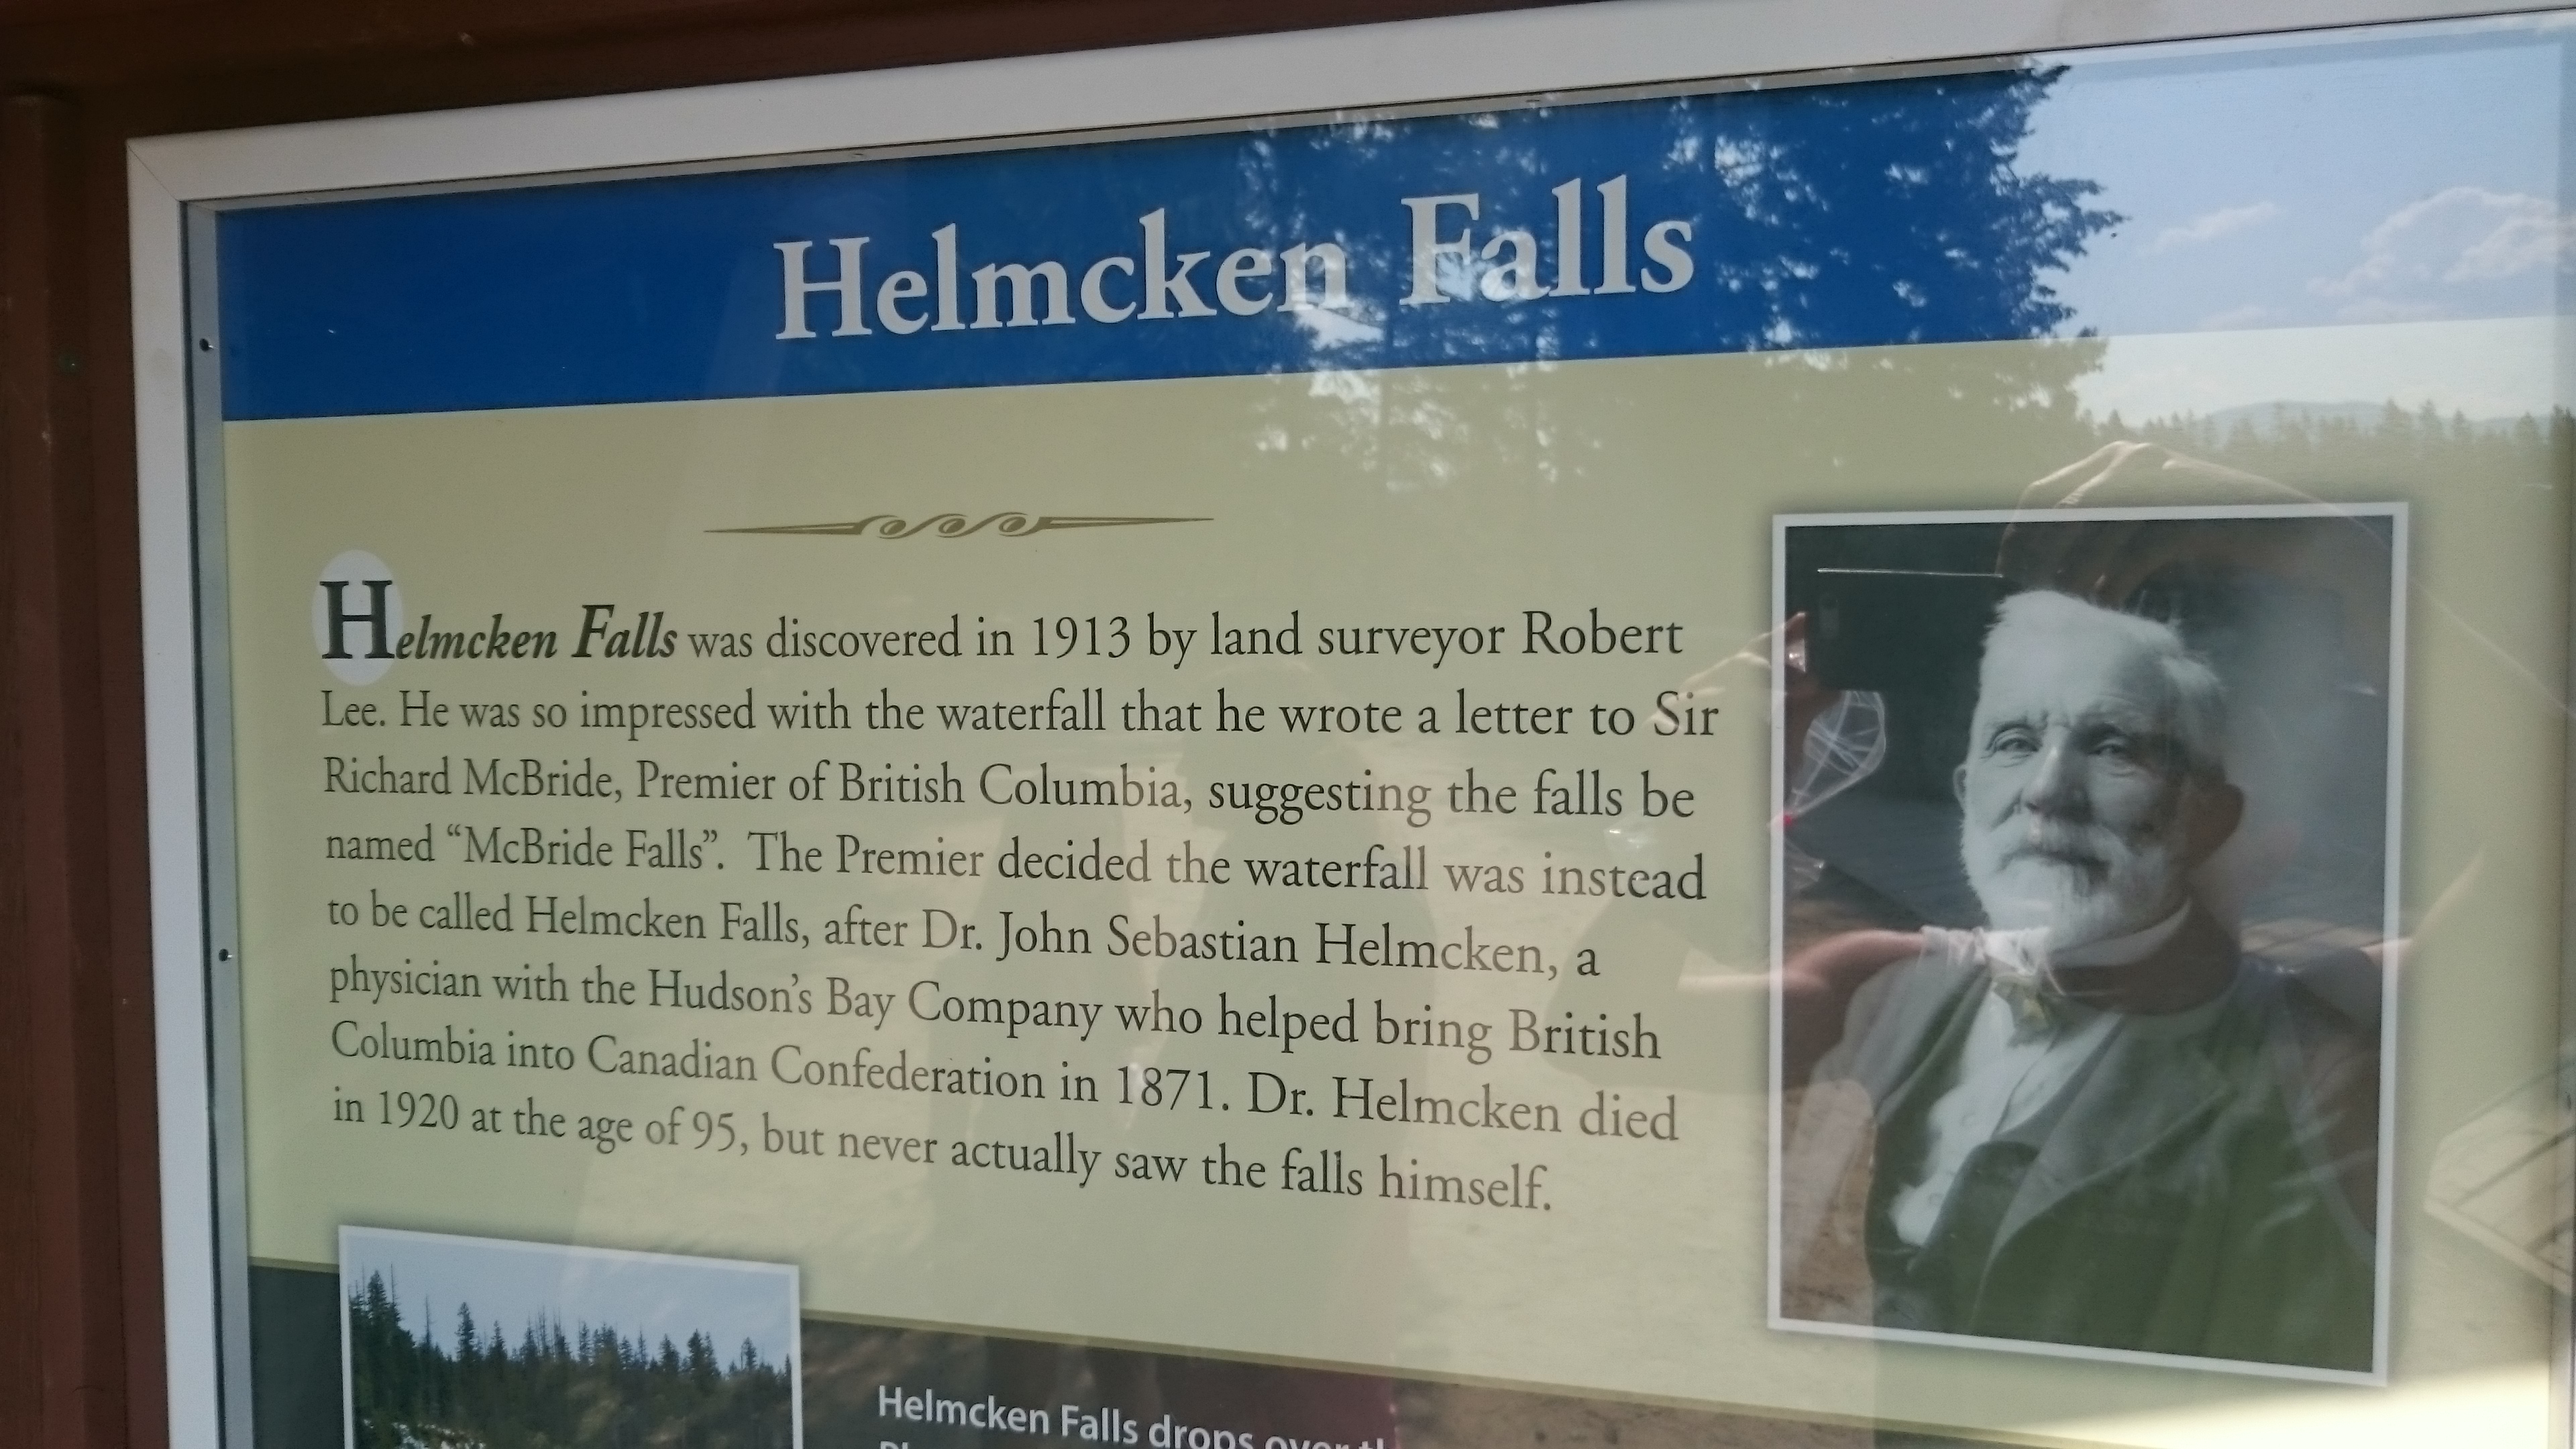 Helmcken Falls
Helmcken Falls was discovered in 1913 by land surveyor Robert
Lee. He was so impressed with the waterfall that he wrote a letter to Sir
Richard McBride, Premier of British Columbia, suggesting the falls be
named “McBride Falls”. The Premier decided the waterfall was instead
to be called Helmcken Falls, after Dr. John Sebastian Helmcken, a
physician with the Hudson’s Bay Company who helped bring British
Columbia into Canadian Confederation in 1871. Dr. Helmcken died
in 1920 at the age of 95, but never actually saw the falls himself.
Helmcken Falls drops over